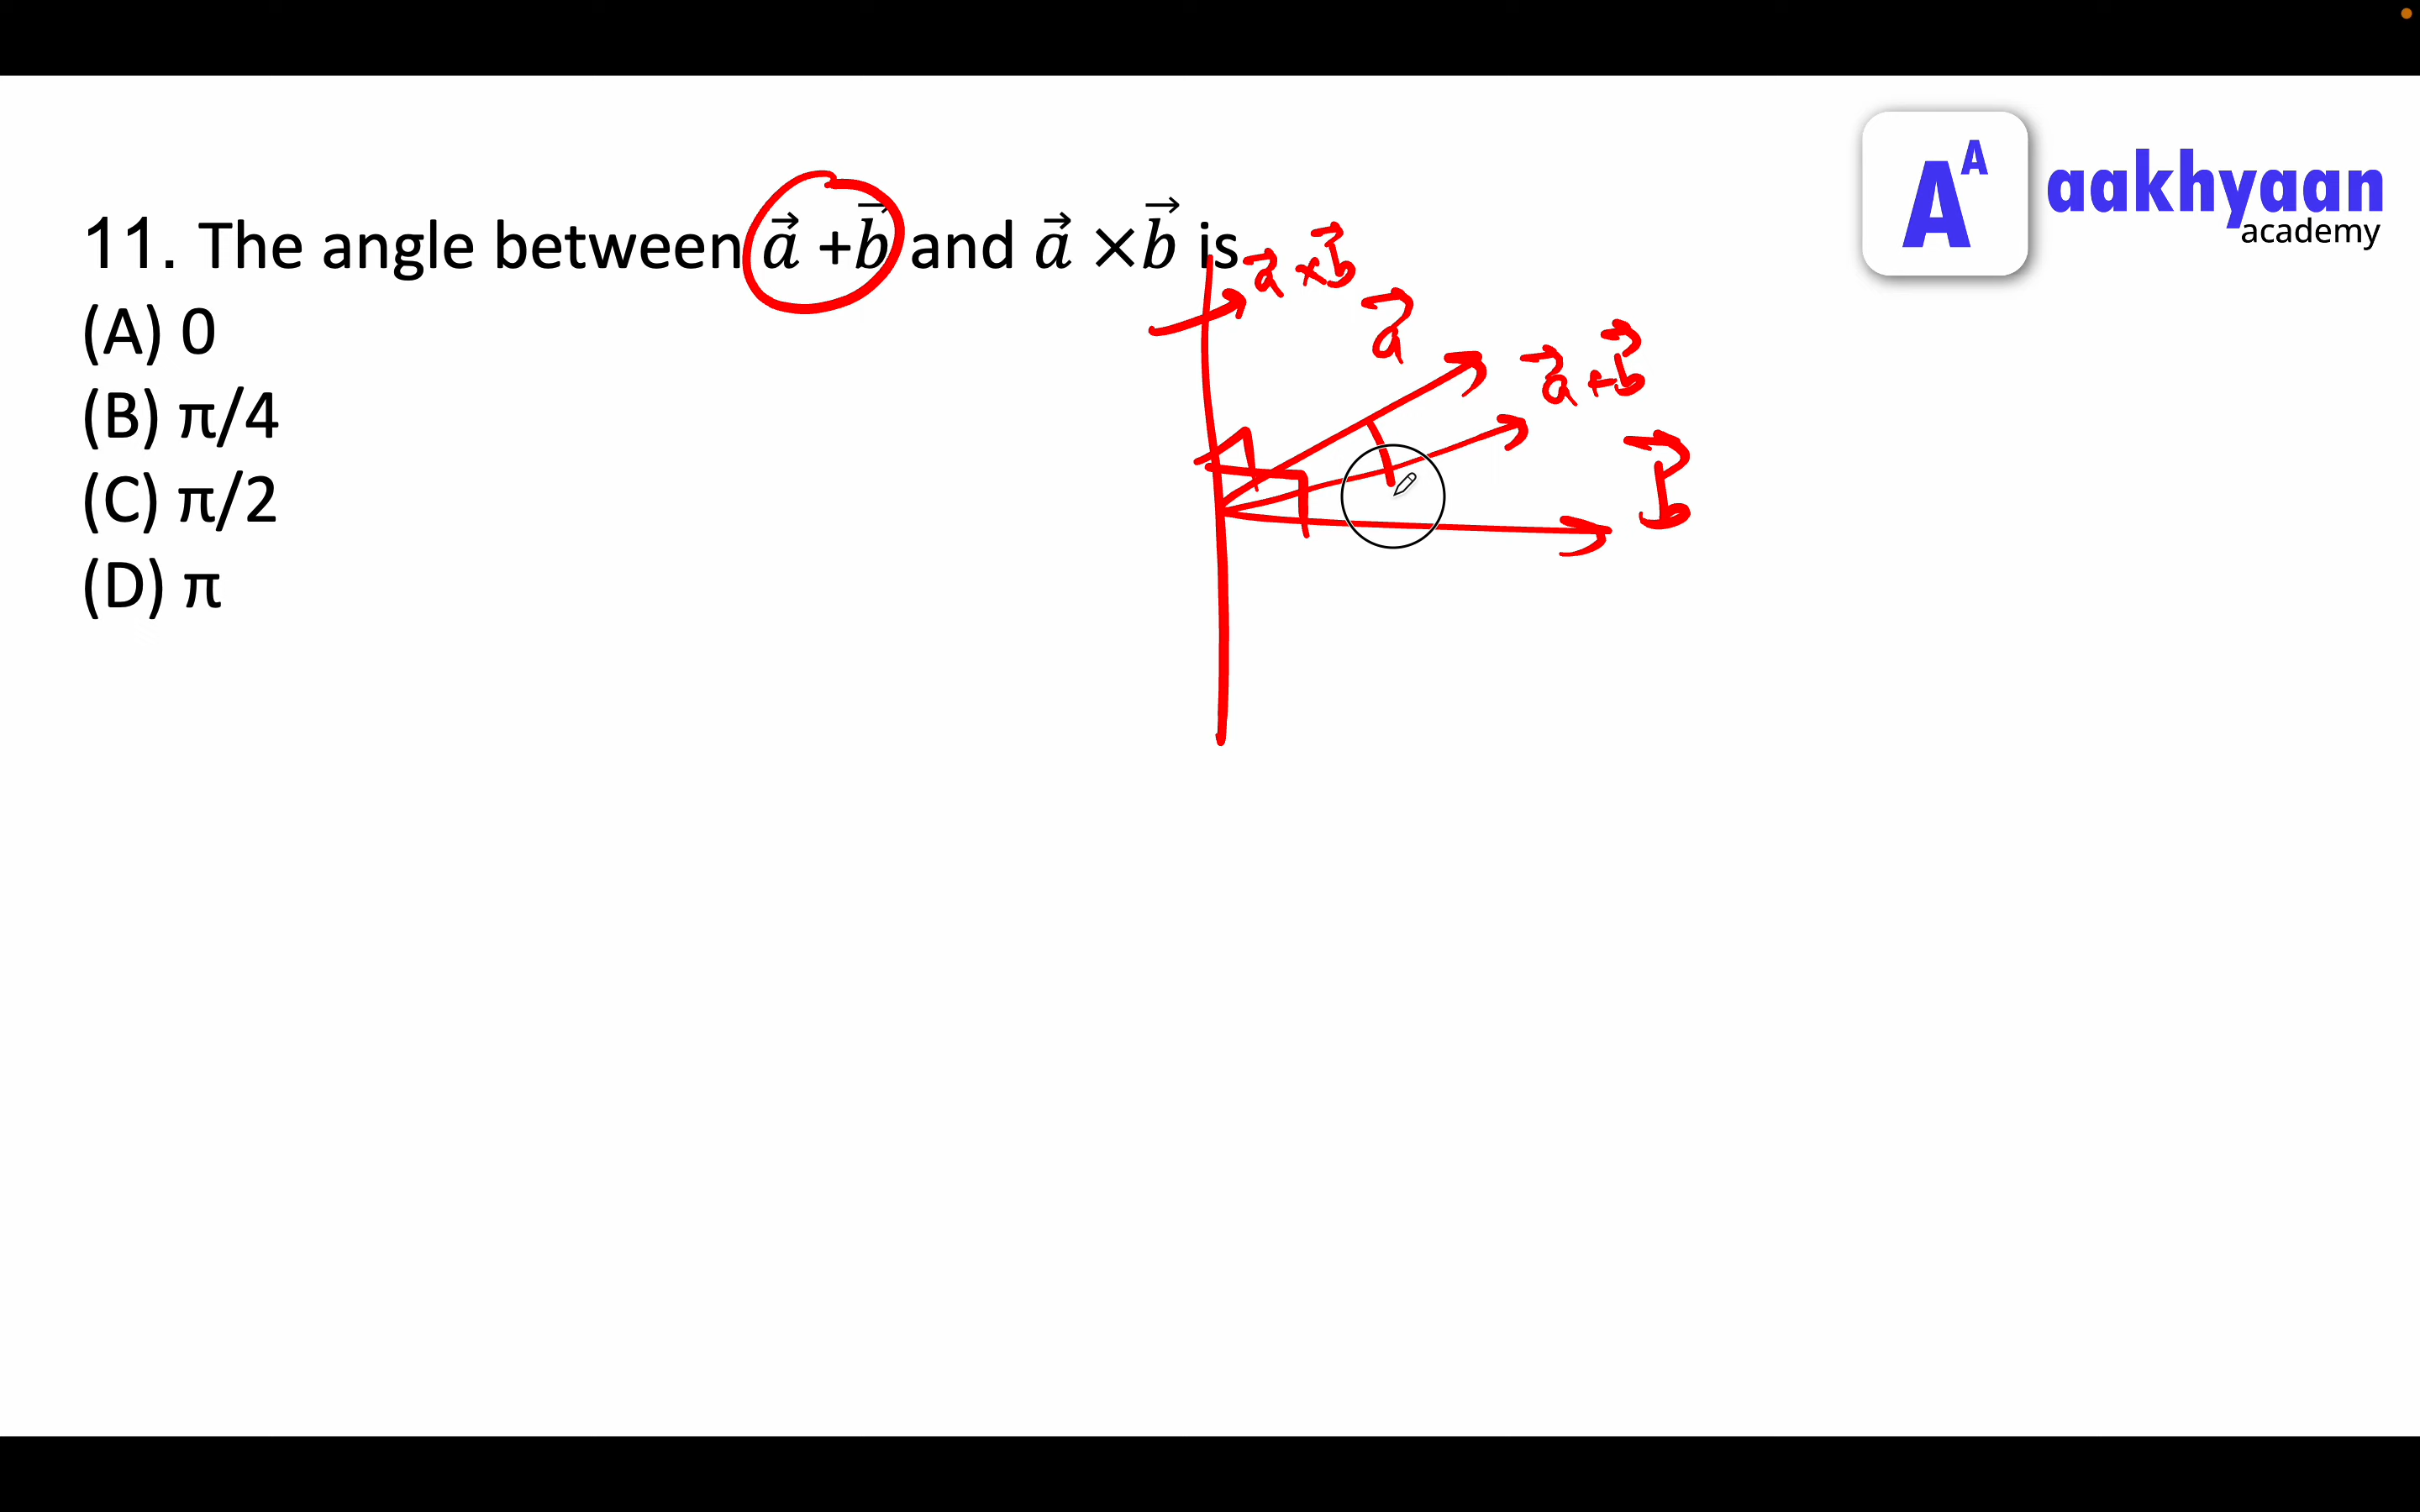 11. The angle between a⃗ + b⃗ and a⃗ × b⃗ is
(A) 0
(B) π/4
(C) π/2
(D) π
a⃗ × b⃗
a⃗
a⃗ + b⃗
b⃗
A A
aakhyaan
academy